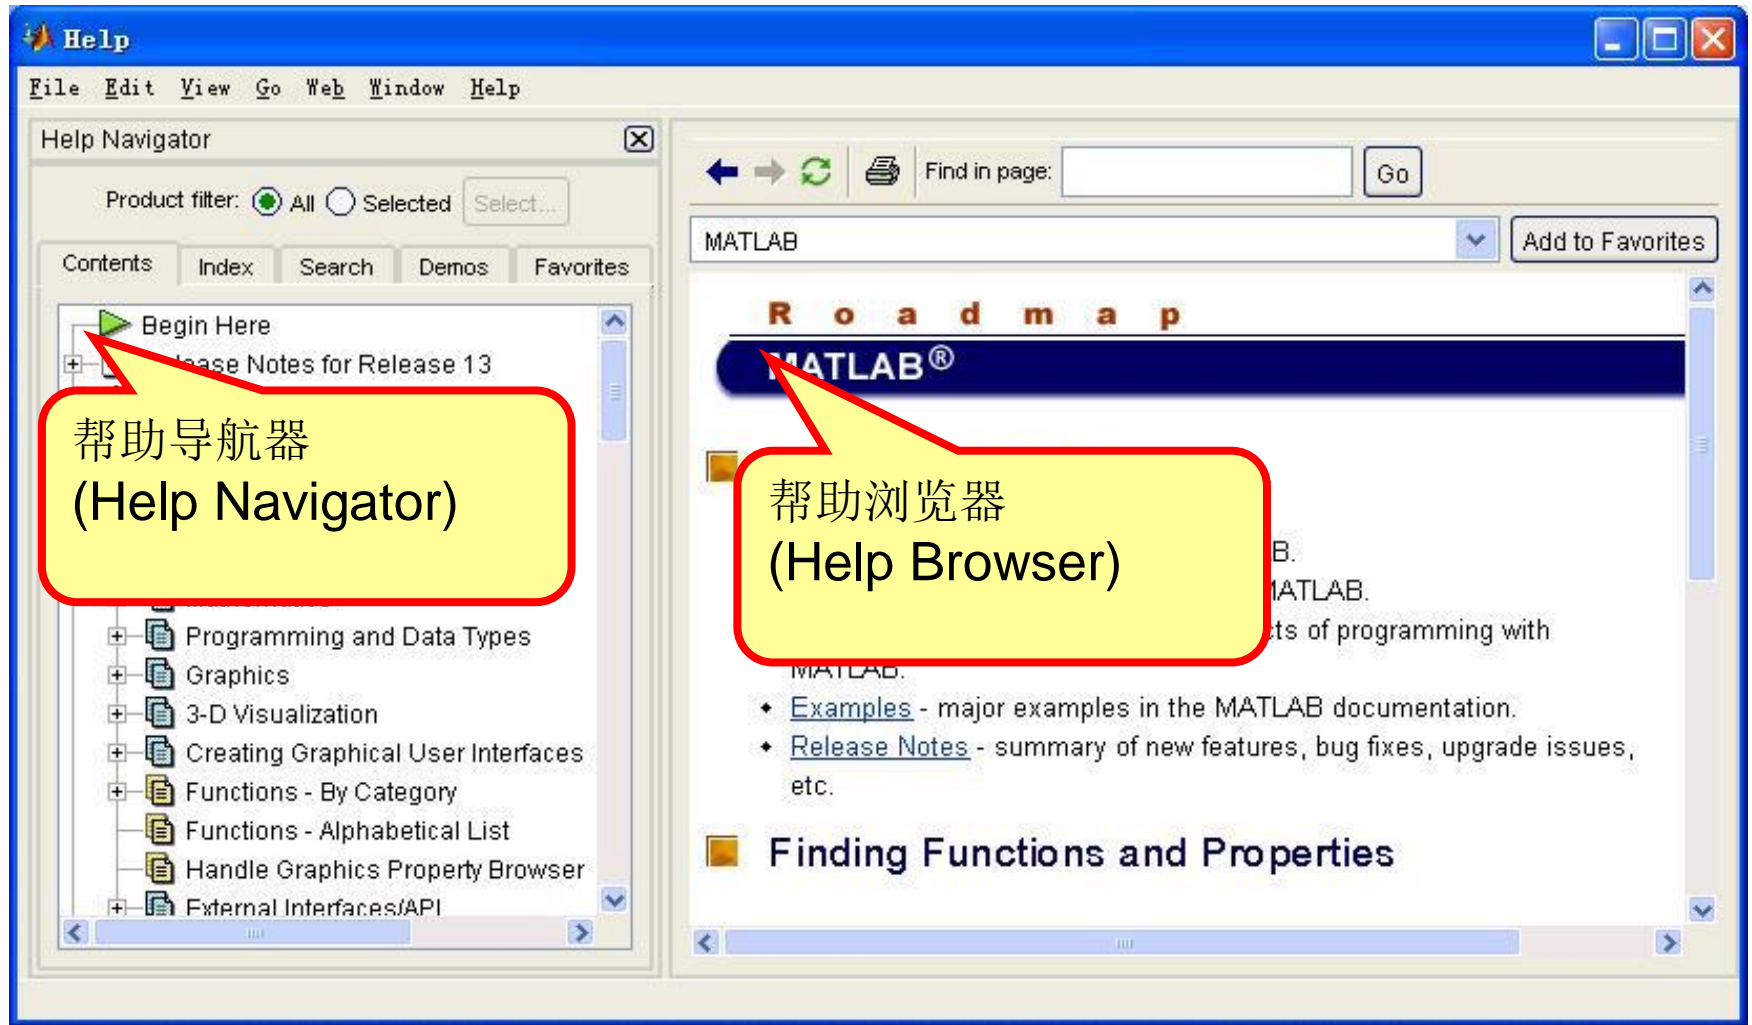 Help
File Edit View Go Web Window Help
Help Navigator
Product filter: All Selected Select...
Contents Index Search Demos Favorites
Begin Here
Notes for Release 13
帮助导航器
(Help Navigator)
Programming and Data Types
Graphics
3-D Visualization
Creating Graphical User Interfaces
Functions - By Category
Functions - Alphabetical List
Handle Graphics Property Browser
External Interfaces/API
Find in page: Go
MATLAB Add to Favorites
Roadmap
MATLAB®
帮助浏览器
(Help Browser)
of programming with
MATLAB.
Examples - major examples in the MATLAB documentation.
Release Notes - summary of new features, bug fixes, upgrade issues,
etc.
Finding Functions and Properties